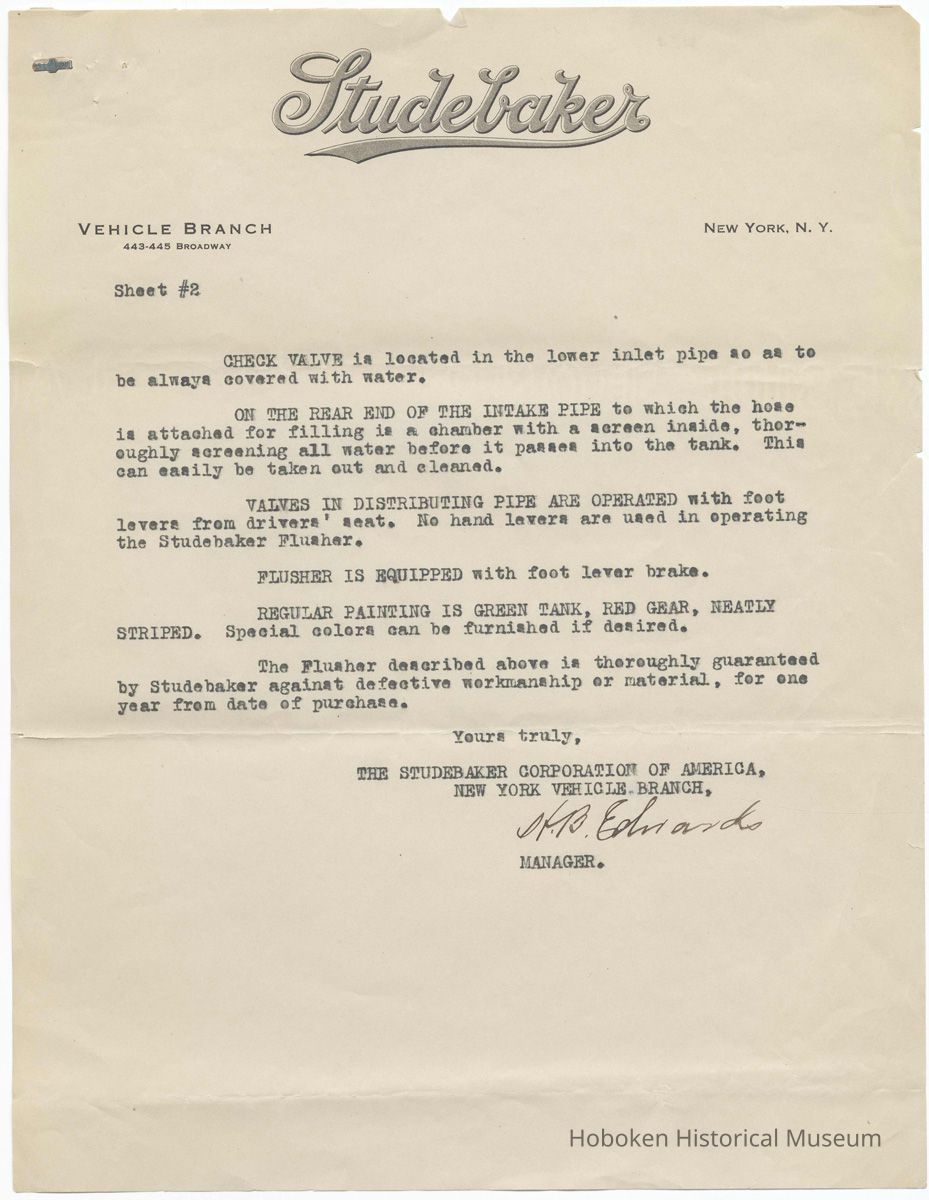 Studebaker
VEHICLE BRANCH
443-445 BROADWAY
NEW YORK, N. Y.
Sheet #2
CHECK VALVE is located in the lower inlet pipe so as to
be always covered with water.
ON THE REAR END OF THE INTAKE PIPE to which the hose
is attached for filling is a chamber with a screen inside, thor-
oughly screening all water before it passes into the tank. This
can easily be taken out and cleaned.
VALVES IN DISTRIBUTING PIPE ARE OPERATED with foot
levers from drivers' seat. No hand levers are used in operating
the Studebaker Flusher.
FLUSHER IS EQUIPPED with foot lever brake.
REGULAR PAINTING IS GREEN TANK, RED GEAR, NEATLY
STRIPED. Special colors can be furnished if desired.
The Flusher described above is thoroughly guaranteed
by Studebaker against defective workmanship or material, for one
year from date of purchase.
Yours truly,
THE STUDEBAKER CORPORATION OF AMERICA,
NEW YORK VEHICLE BRANCH,
H.B. Edwards
MANAGER.
Hoboken Historical Museum